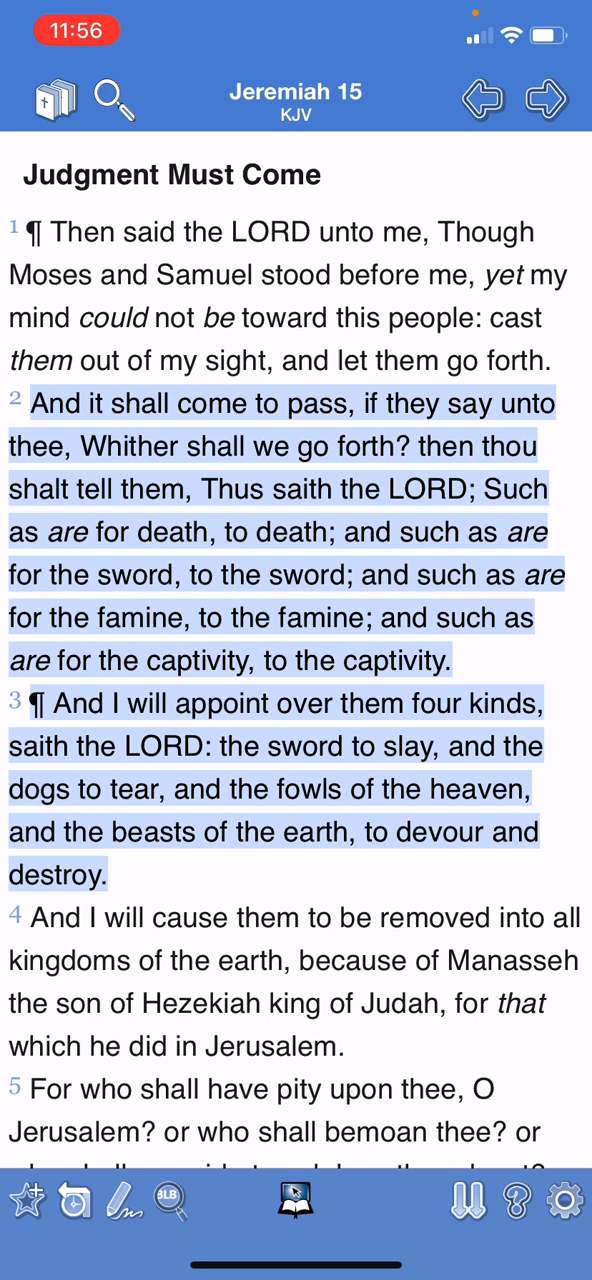 11:56
Jeremiah 15
KJV
Judgment Must Come
1 ¶ Then said the LORD unto me, Though
Moses and Samuel stood before me, yet my
mind could not be toward this people: cast
them out of my sight, and let them go forth.
2 And it shall come to pass, if they say unto
thee, Whither shall we go forth? then thou
shalt tell them, Thus saith the LORD; Such
as are for death, to death; and such as are
for the sword, to the sword; and such as are
for the famine, to the famine; and such as
are for the captivity, to the captivity.
3 ¶ And I will appoint over them four kinds,
saith the LORD: the sword to slay, and the
dogs to tear, and the fowls of the heaven,
and the beasts of the earth, to devour and
destroy.
4 And I will cause them to be removed into all
kingdoms of the earth, because of Manasseh
the son of Hezekiah king of Judah, for that
which he did in Jerusalem.
5 For who shall have pity upon thee, O
Jerusalem? or who shall bemoan thee? or
BLB